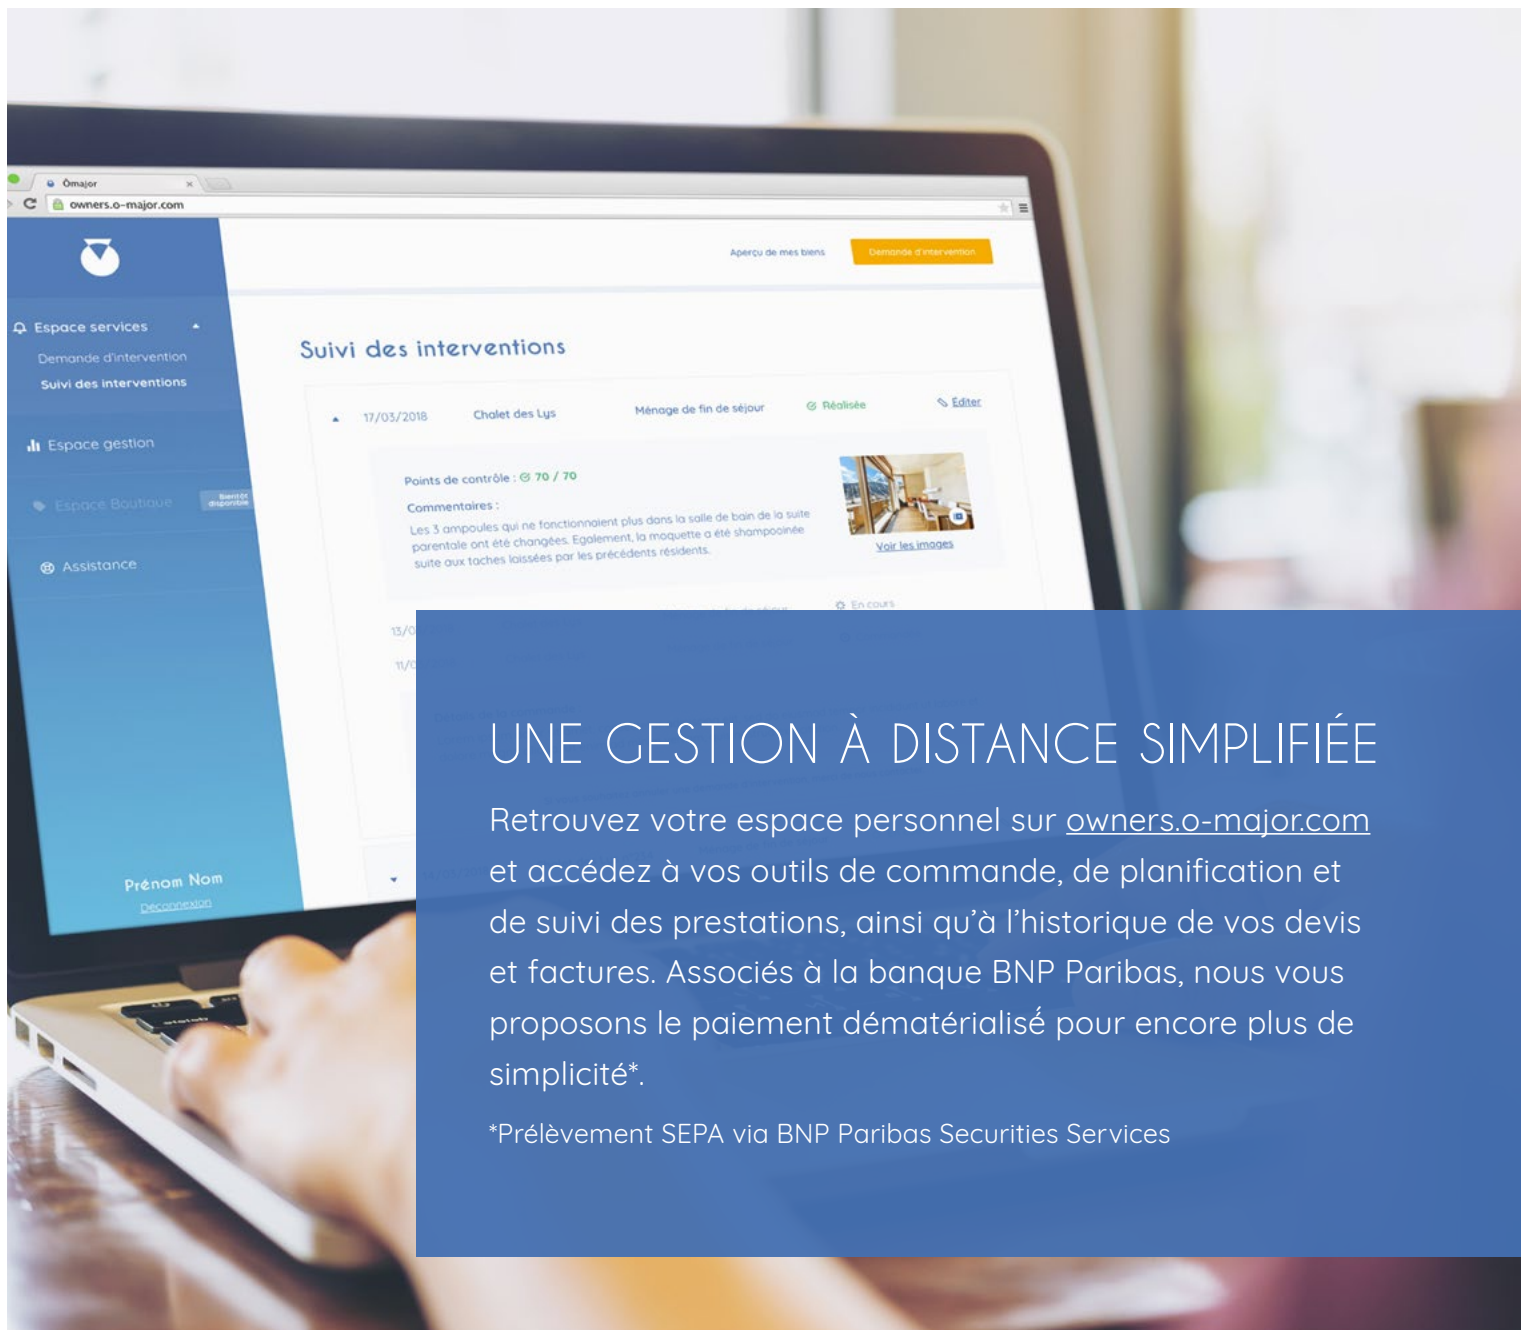 Ômajor
owners.o-major.com
Aperçu de mes biens
Demande d'intervention
Espace services
Demande d'intervention
Suivi des interventions
Espace gestion
Espace Boutique
Bientôt
disponible
Assistance
Prénom Nom
Déconnexion
Suivi des interventions
17/03/2018 Chalet des Lys Ménage de fin de séjour Réalisée Éditer
Points de contrôle : 70 / 70
Commentaires :
Les 3 ampoules qui ne fonctionnaient plus dans la salle de bain de la suite
parentale ont été changées. Egalement, la moquette a été shampooinée
suite aux taches laissées par les précédents résidents.
Voir les images
En cours
UNE GESTION À DISTANCE SIMPLIFIÉE
Retrouvez votre espace personnel sur owners.o-major.com
et accédez à vos outils de commande, de planification et
de suivi des prestations, ainsi qu'à l'historique de vos devis
et factures. Associés à la banque BNP Paribas, nous vous
proposons le paiement dématérialisé pour encore plus de
simplicité*.
*Prélèvement SEPA via BNP Paribas Securities Services